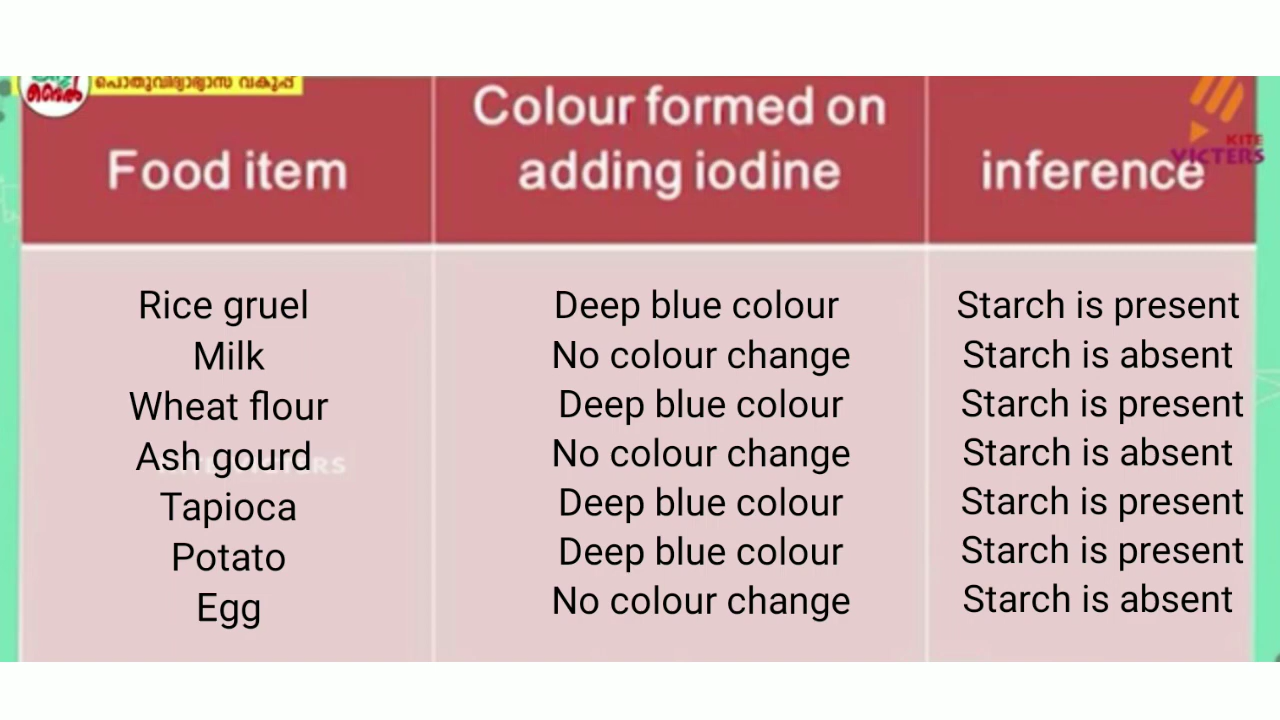 പൊതുവിദ്യാഭ്യാസ വകുപ്പ്
Food item
Colour formed on
adding iodine
inference
KITE
VICTERS
Rice gruel Deep blue colour Starch is present
Milk No colour change Starch is absent
Wheat flour Deep blue colour Starch is present
Ash gourd No colour change Starch is absent
Tapioca Deep blue colour Starch is present
Potato Deep blue colour Starch is present
Egg No colour change Starch is absent